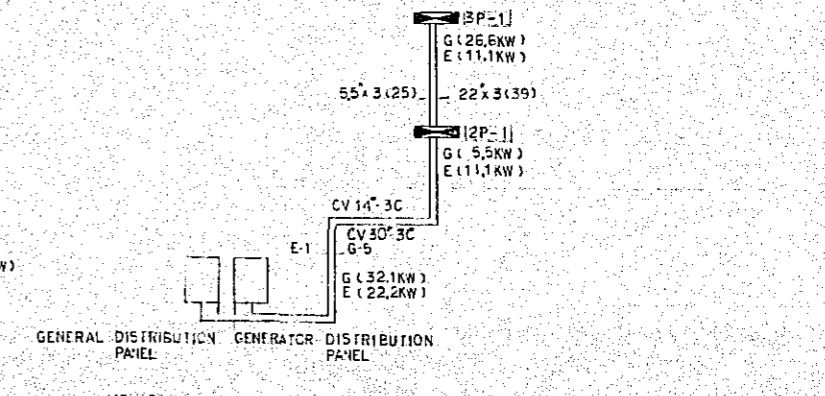 3P-1
G (26.6KW)
E (11.1KW)
5.5°x 3 (25)
22°x 3 (39)
2P-1
G ( 5.5KW)
E (11.1KW)
CV 14°-3C
CV 30°-3C
E-1
G-5
W)
G (32.1KW)
E (22.2KW)
GENERAL DISTRIBUTION
PANEL
GENERATOR DISTRIBUTION
PANEL